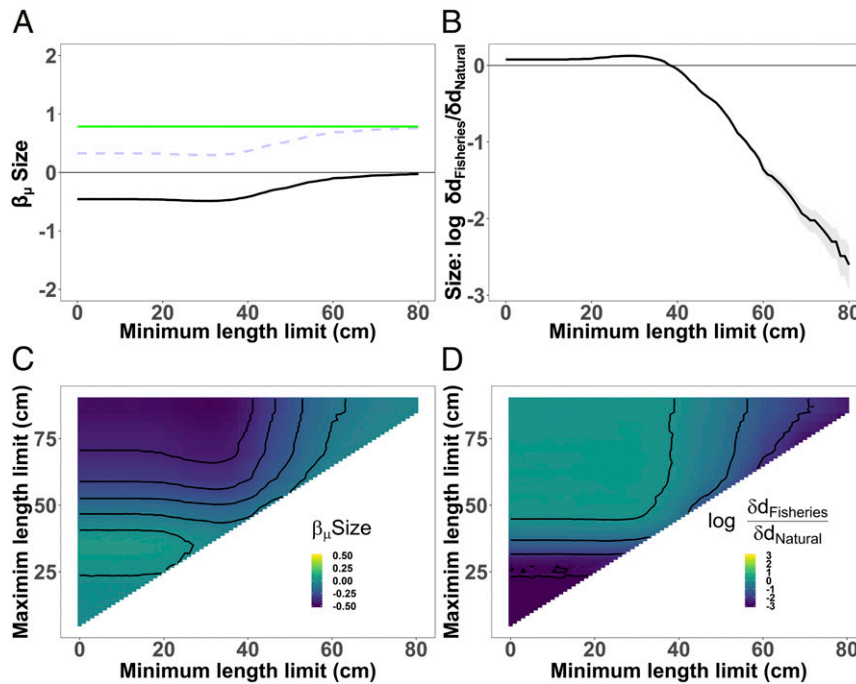 A
B
2
1
0
-1
-2
βμ Size
0 20 40 60 80
Minimum length limit (cm)
0
-1
-2
-3
Size: log δdFisheries/δdNatural
0 20 40 60 80
Minimum length limit (cm)
C
D
75
50
25
Maximim length limit (cm)
βμSize
0.50
0.25
0.00
-0.25
-0.50
0 20 40 60 80
Minimum length limit (cm)
75
50
25
Maximum length limit (cm)
log δdFisheries
δdNatural
3
2
1
0
-1
-2
-3
0 20 40 60 80
Minimum length limit (cm)